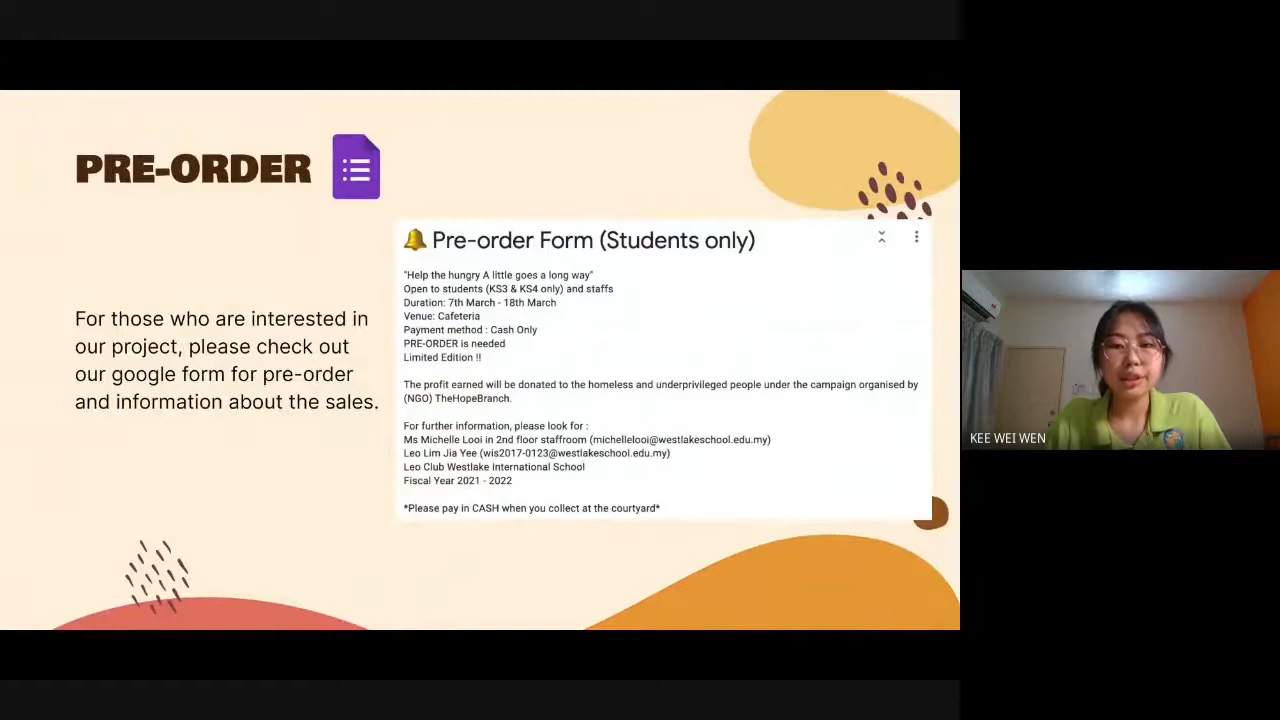 PRE-ORDER
For those who are interested in
our project, please check out
our google form for pre-order
and information about the sales.
🔔 Pre-order Form (Students only)
"Help the hungry A little goes a long way"
Open to students (KS3 & KS4 only) and staffs
Duration: 7th March - 18th March
Venue: Cafeteria
Payment method : Cash Only
PRE-ORDER is needed
Limited Edition !!
The profit earned will be donated to the homeless and underprivileged people under the campaign organised by
(NGO) TheHopeBranch.
For further information, please look for :
Ms Michelle Looi in 2nd floor staffroom (michellelooi@westlakeschool.edu.my)
Leo Lim Jia Yee (wis2017-0123@westlakeschool.edu.my)
Leo Club Westlake International School
Fiscal Year 2021 - 2022
*Please pay in CASH when you collect at the courtyard*
KEE WEI WEN